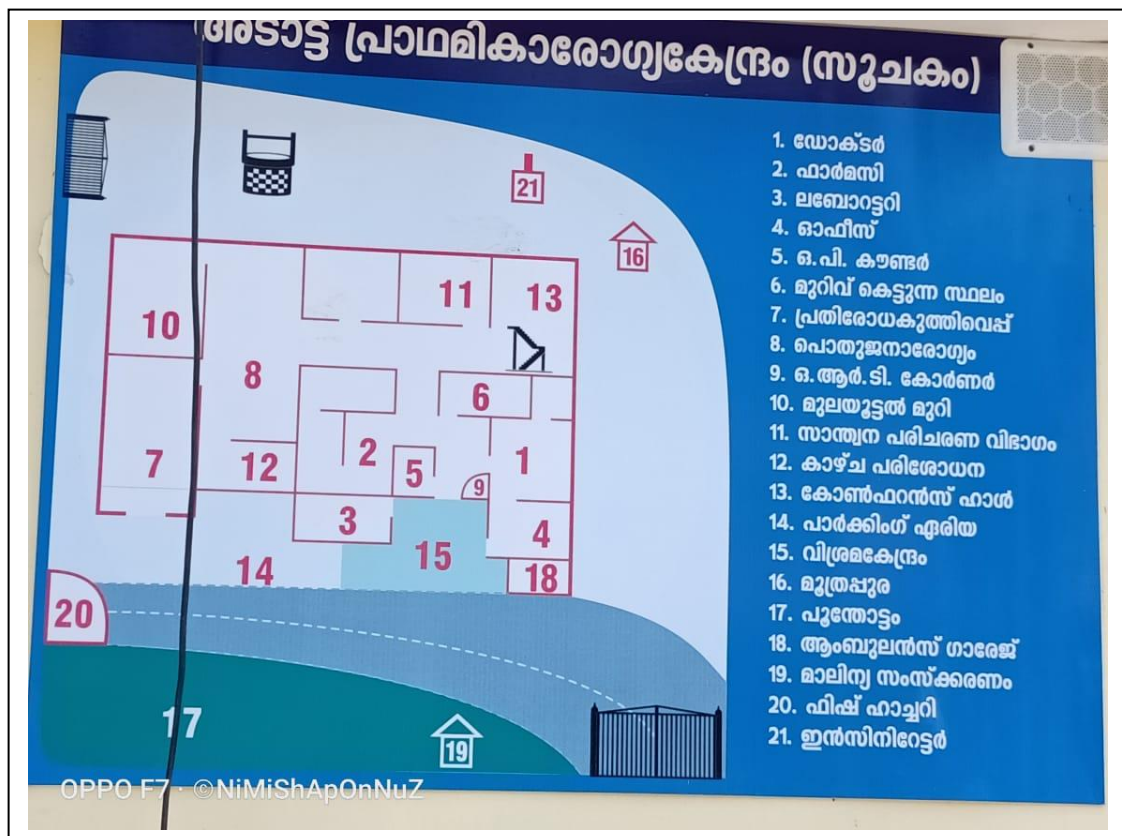 അടാട്ട് പ്രാഥമികാരോഗ്യകേന്ദ്രം (സൂചകം)
1. ഡോക്ടർ
2. ഫാർമസി
3. ലബോറട്ടറി
4. ഓഫീസ്
5. ഒ.പി. കൗണ്ടർ
6. മുറിവ് കെട്ടുന്ന സ്ഥലം
7. പ്രതിരോധകുത്തിവെപ്പ്
8. പൊതുജനാരോഗ്യം
9. ഒ.ആർ.ടി. കോർണർ
10. മുലയൂട്ടൽ മുറി
11. സാന്ത്വന പരിചരണ വിഭാഗം
12. കാഴ്ച പരിശോധന
13. കോൺഫറൻസ് ഹാൾ
14. പാർക്കിംഗ് ഏരിയ
15. വിശ്രമകേന്ദ്രം
16. മൂത്രപ്പുര
17. പൂന്തോട്ടം
18. ആംബുലൻസ് ഗാരേജ്
19. മാലിന്യ സംസ്ക്കരണം
20. ഫിഷ് ഹാച്ചറി
21. ഇൻസിനിറേട്ടർ
21
16
11 13
10
8 6
7 12 2 5 9 1
3 15 4
14 18
20
17 19
OPPO F7 · ©NiMiShApOnNuZ